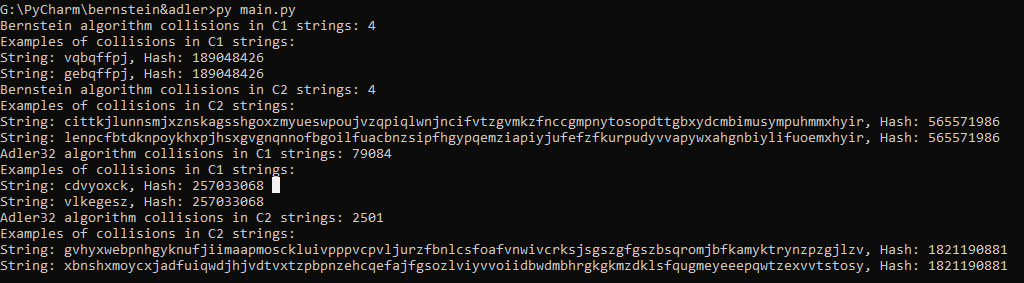 G:\PyCharm\bernstein&adler>py main.py
Bernstein algorithm collisions in C1 strings: 4
Examples of collisions in C1 strings:
String: vqbqffpj, Hash: 189048426
String: gebqffpj, Hash: 189048426
Bernstein algorithm collisions in C2 strings: 4
Examples of collisions in C2 strings:
String: cittkjlunnsmjxznskagsshgoxzmyueswpoujvzqpiqlwnjncifvtzgvmkzfnccgmpnytosopdttgbxydcmbimusympuhmmxhyir, Hash: 565571986
String: lenpcfbtdknpoykhxpjhsxgvgnqnnofbgoilfuacbnzsipfhgypqemziapiyjufefzfkurpudyvvapywxahgnbiylifuoemxhyir, Hash: 565571986
Adler32 algorithm collisions in C1 strings: 79084
Examples of collisions in C1 strings:
String: cdvyoxck, Hash: 257033068
String: vlkegesz, Hash: 257033068
Adler32 algorithm collisions in C2 strings: 2501
Examples of collisions in C2 strings:
String: gvhyxwebpnhgyknufjiimaapmosckluivpppvcpvljurzfbnlcsfoafvnwivcrksjsgszgfgszbsqromjbfkamyktrynzpzgjlzv, Hash: 1821190881
String: xbnshxmoycxjadfuiqwdjhjvdtvxtzpbpnzehcqefajfgsozlviyvvoiidbwdmbhrgkgkmzdklsfqugmeyeeepqwtzexvvtstosy, Hash: 1821190881